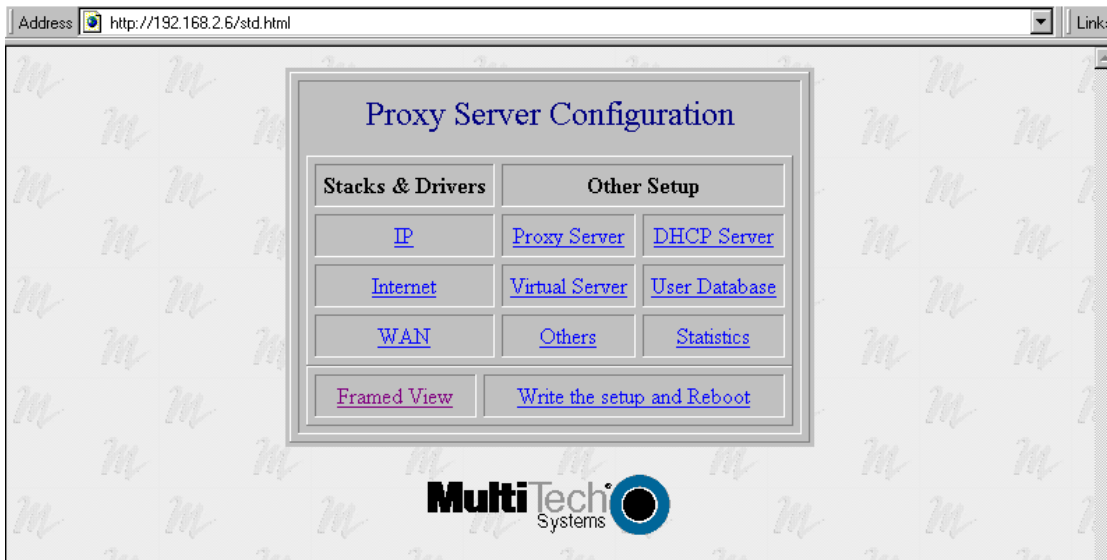 Address http://192.168.2.6/std.html
Proxy Server Configuration
Stacks & Drivers Other Setup
IP Proxy Server DHCP Server
Internet Virtual Server User Database
WAN Others Statistics
Framed View Write the setup and Reboot
MultiTech
Systems